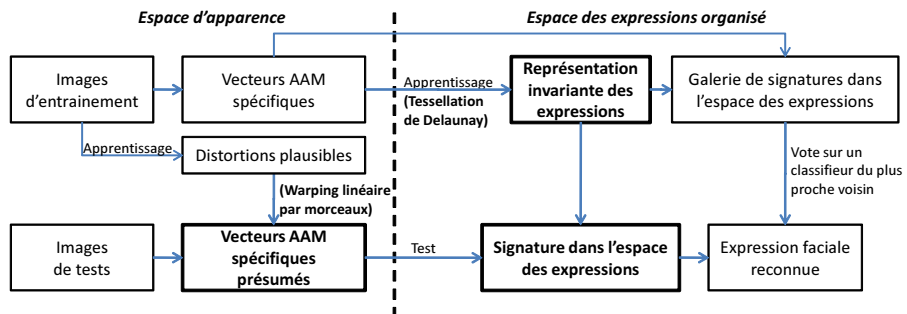 Espace d'apparence
Espace des expressions organisé
Images
d'entrainement
Vecteurs AAM
spécifiques
Apprentissage
(Tessellation
de Delaunay)
Représentation
invariante des
expressions
Galerie de signatures dans
l'espace des expressions
Apprentissage
Distortions plausibles
(Warping linéaire
par morceaux)
Vote sur un
classifieur du plus
proche voisin
Images
de tests
Vecteurs AAM
spécifiques
présumés
Test
Signature dans l'espace
des expressions
Expression faciale
reconnue